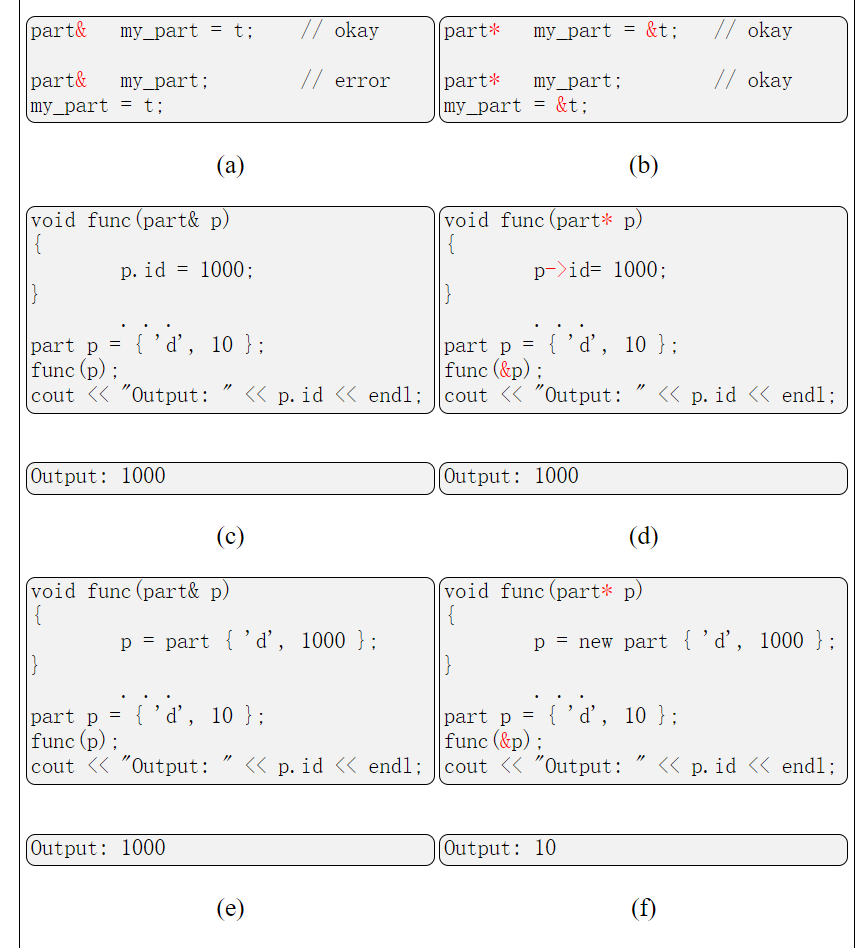 part&   my_part = t;     // okay
part&   my_part;         // error
my_part = t;
part*   my_part = &t;   // okay
part*   my_part;         // okay
my_part = &t;
(a)
(b)
void func(part& p)
{
        p.id = 1000;
}
        . . .
part p = { 'd', 10 };
func(p);
cout << "Output: " << p.id << endl;
void func(part* p)
{
        p->id= 1000;
}
        . . .
part p = { 'd', 10 };
func(&p);
cout << "Output: " << p.id << endl;
Output: 1000
Output: 1000
(c)
(d)
void func(part& p)
{
        p = part { 'd', 1000 };
}
        . . .
part p = { 'd', 10 };
func(p);
cout << "Output: " << p.id << endl;
void func(part* p)
{
        p = new part { 'd', 1000 };
}
        . . .
part p = { 'd', 10 };
func(&p);
cout << "Output: " << p.id << endl;
Output: 1000
Output: 10
(e)
(f)